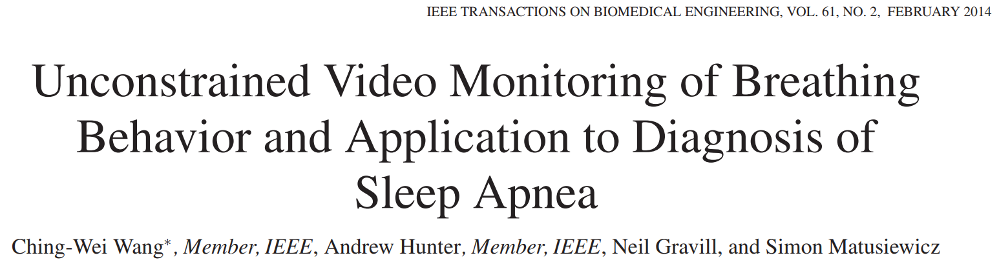 IEEE TRANSACTIONS ON BIOMEDICAL ENGINEERING, VOL. 61, NO. 2, FEBRUARY 2014
Unconstrained Video Monitoring of Breathing
Behavior and Application to Diagnosis of
Sleep Apnea
Ching-Wei Wang*, Member, IEEE, Andrew Hunter, Member, IEEE, Neil Gravill, and Simon Matusiewicz